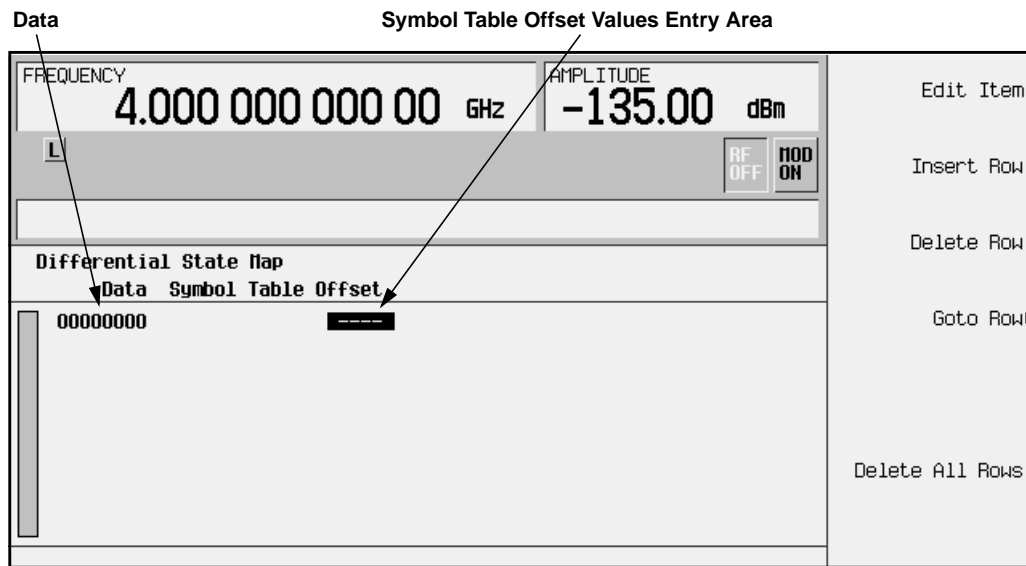 Data
Symbol Table Offset Values Entry Area
FREQUENCY
4.000 000 000 00 GHz
AMPLITUDE
-135.00 dBm
L
RF OFF
MOD ON
Differential State Map
Data Symbol Table Offset
00000000 ----
Edit Item
Insert Row
Delete Row
Goto Row
Delete All Rows